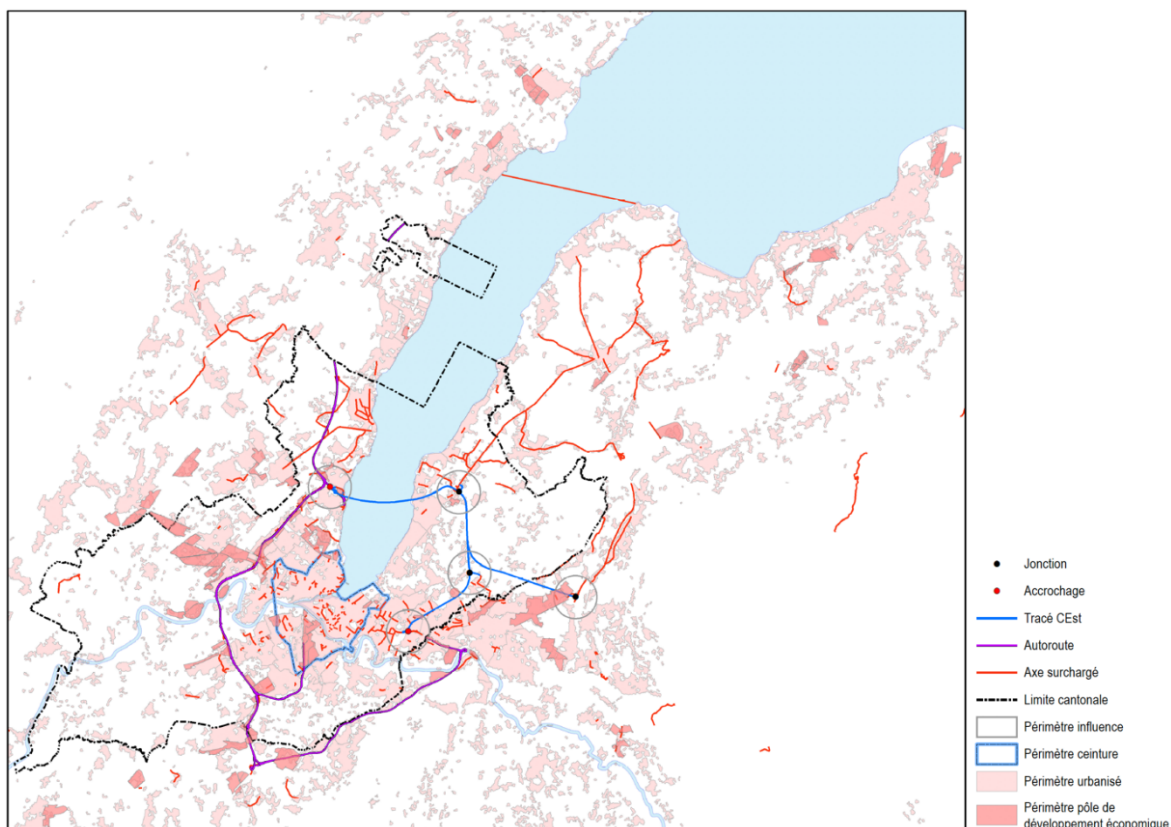 Jonction
Accrochage
Tracé CEst
Autoroute
Axe surchargé
Limite cantonale
Périmètre influence
Périmètre ceinture
Périmètre urbanisé
Périmètre pôle de
développement économique